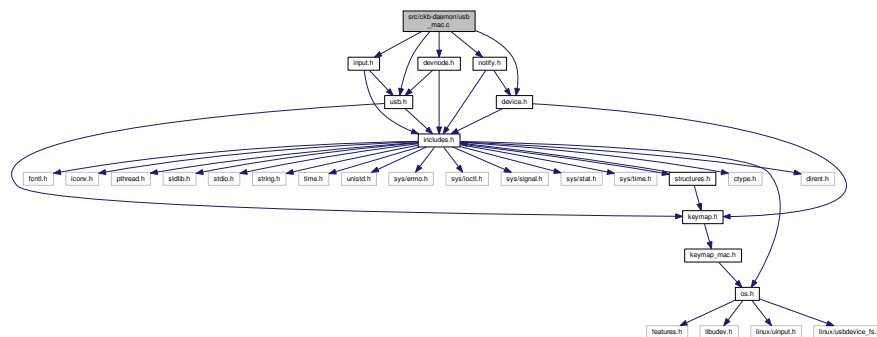 src/ckb-daemon/usb
_mac.c
input.h
devnode.h
notify.h
usb.h
device.h
includes.h
fcntl.h
iconv.h
pthread.h
stdlib.h
stdio.h
string.h
time.h
unistd.h
sys/errno.h
sys/ioctl.h
sys/signal.h
sys/stat.h
sys/time.h
structures.h
ctype.h
dirent.h
keymap.h
keymap_mac.h
os.h
features.h
libudev.h
linux/uinput.h
linux/usbdevice_fs.